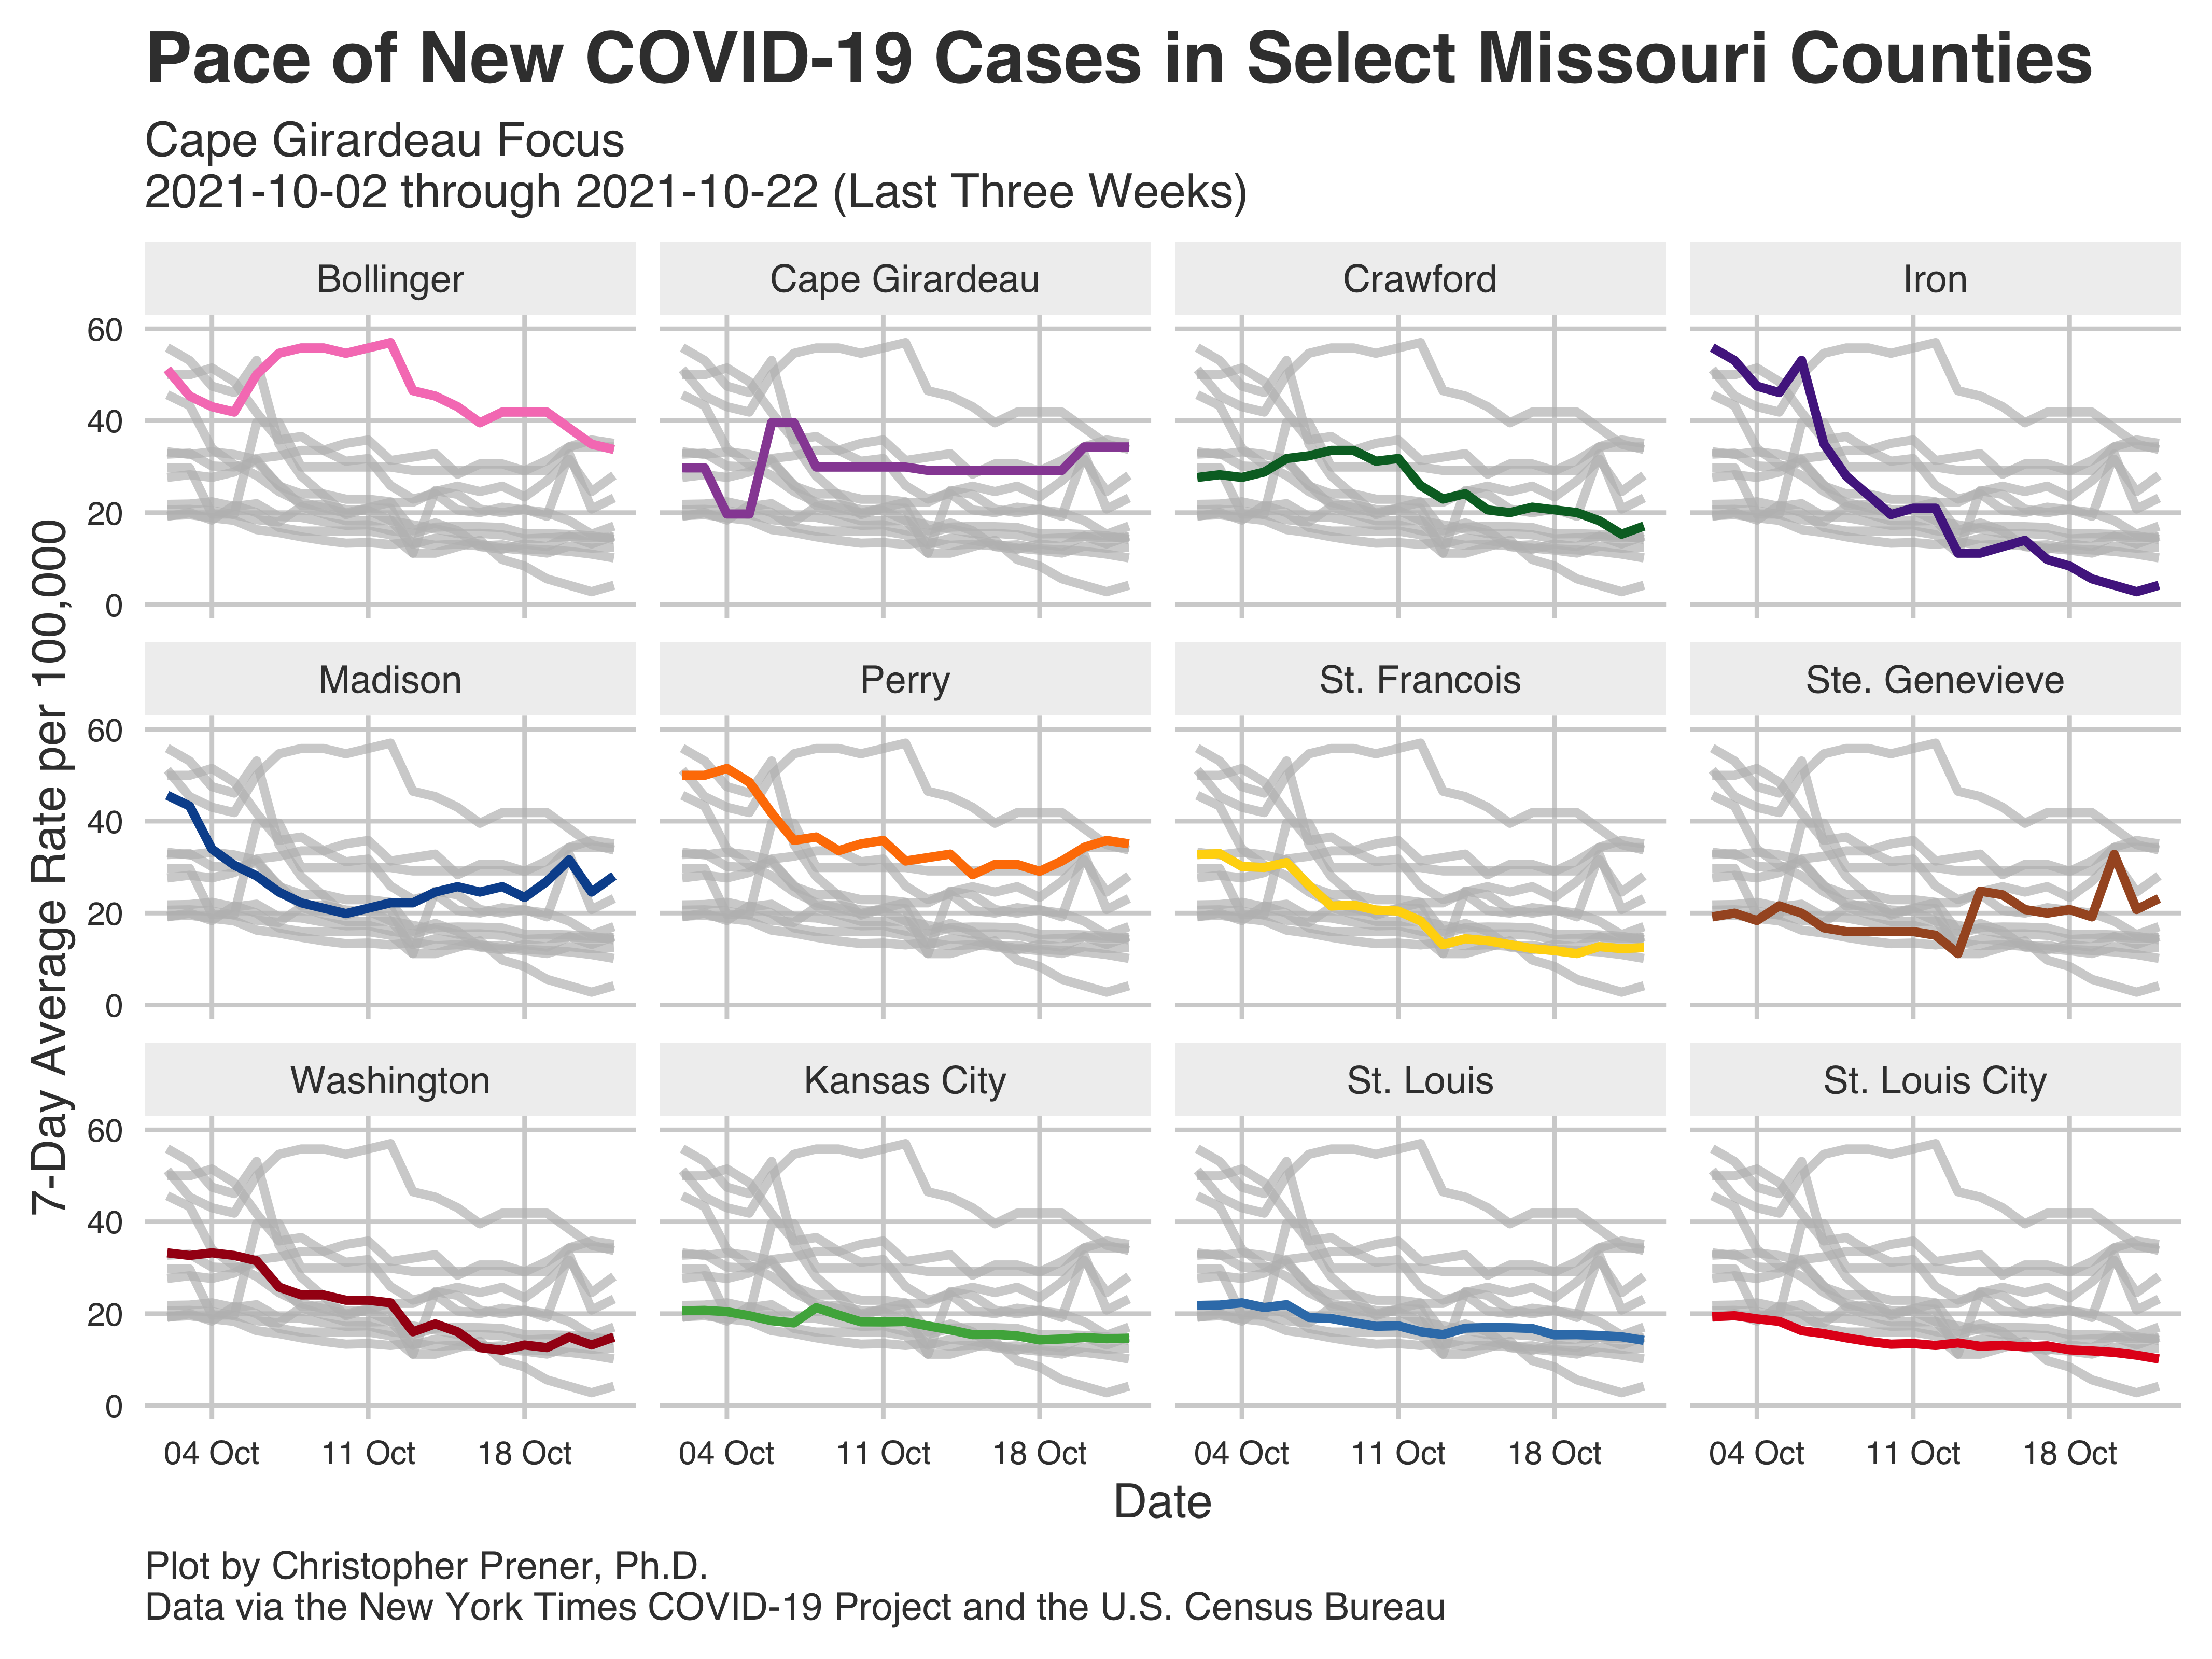 Pace of New COVID-19 Cases in Select Missouri Counties
Cape Girardeau Focus
2021-10-02 through 2021-10-22 (Last Three Weeks)
7-Day Average Rate per 100,000
Bollinger
Cape Girardeau
Crawford
Iron
60
40
20
0
Madison
Perry
St. Francois
Ste. Genevieve
60
40
20
0
Washington
Kansas City
St. Louis
St. Louis City
60
40
20
0
04 Oct 11 Oct 18 Oct
04 Oct 11 Oct 18 Oct
04 Oct 11 Oct 18 Oct
04 Oct 11 Oct 18 Oct
Date
Plot by Christopher Prener, Ph.D.
Data via the New York Times COVID-19 Project and the U.S. Census Bureau